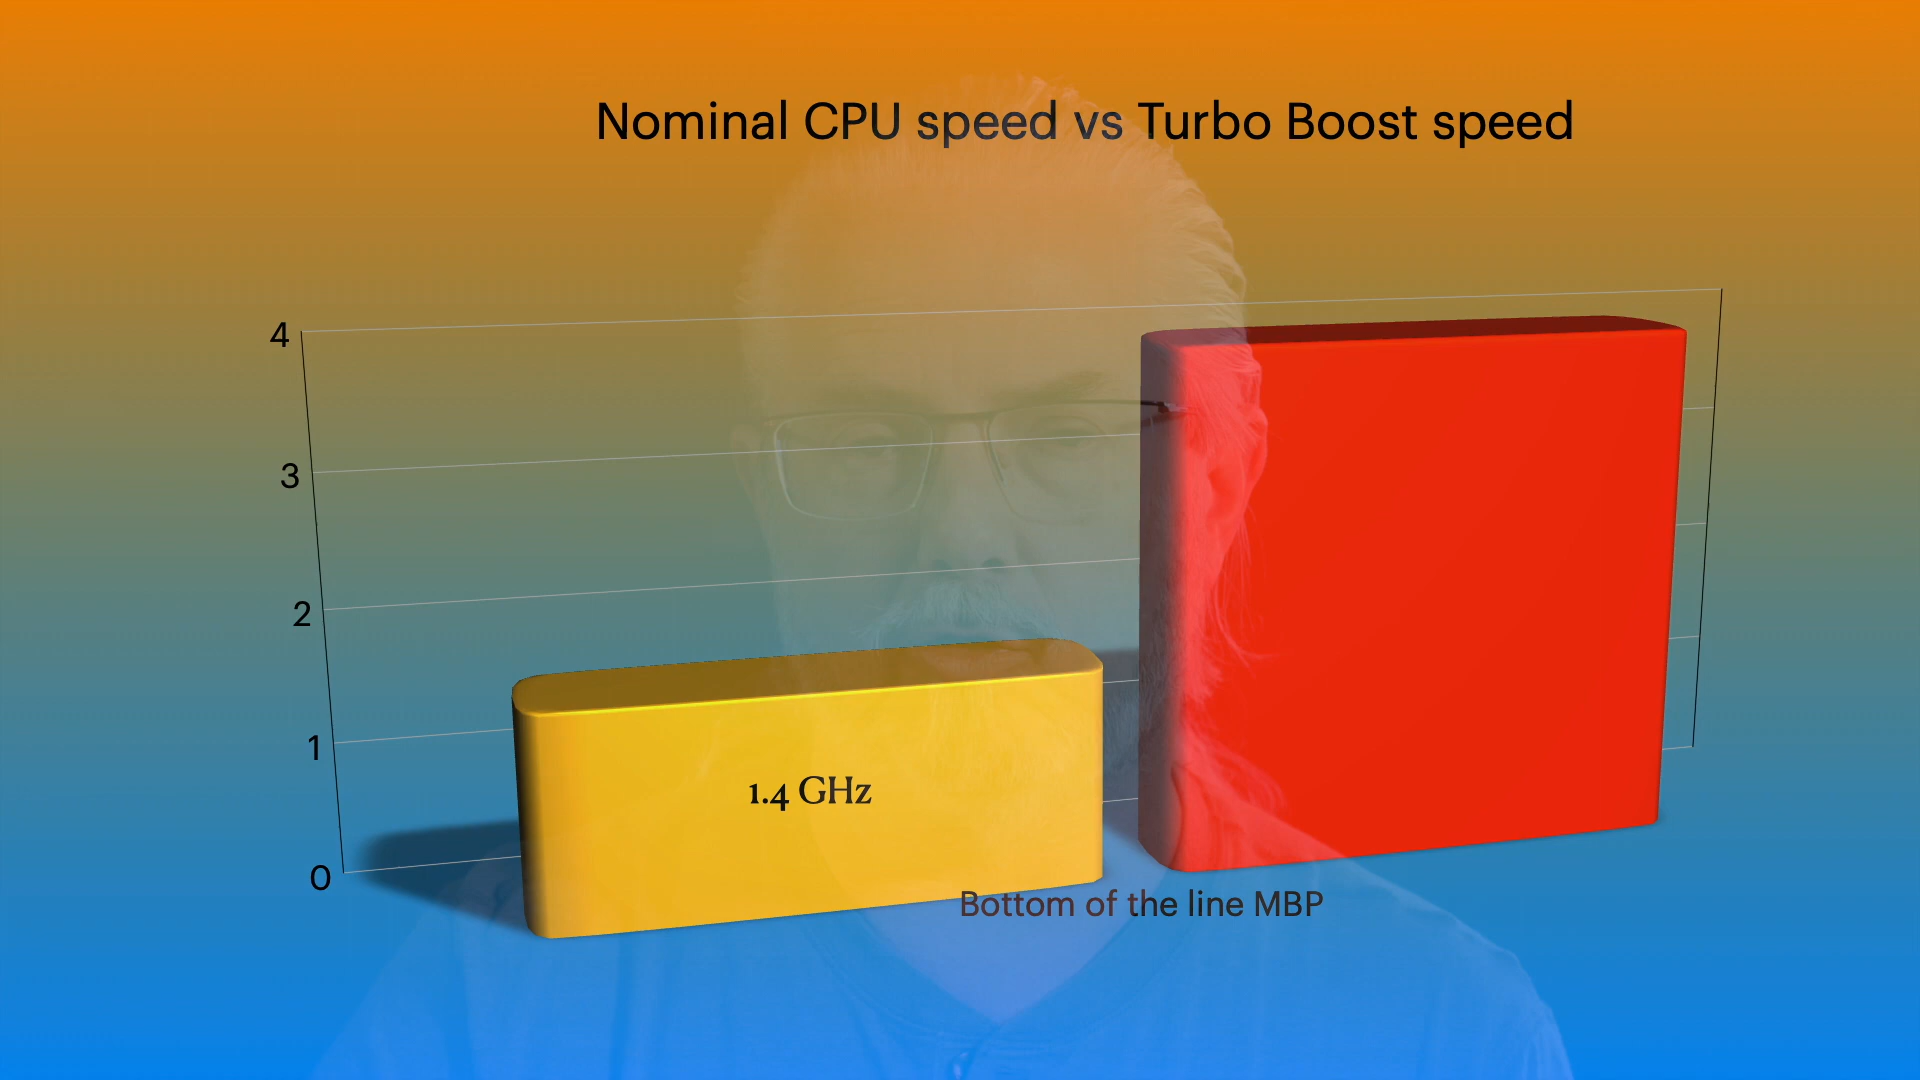 Nominal CPU speed vs Turbo Boost speed
4
3
2
1
0
1.4 GHz
Bottom of the line MBP